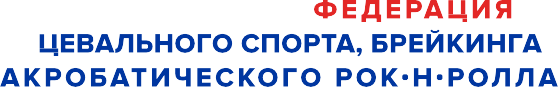 ФЕДЕРАЦИЯ
ЦЕВАЛЬНОГО СПОРТА, БРЕЙКИНГА
АКРОБАТИЧЕСКОГО РОК·Н·РОЛЛА